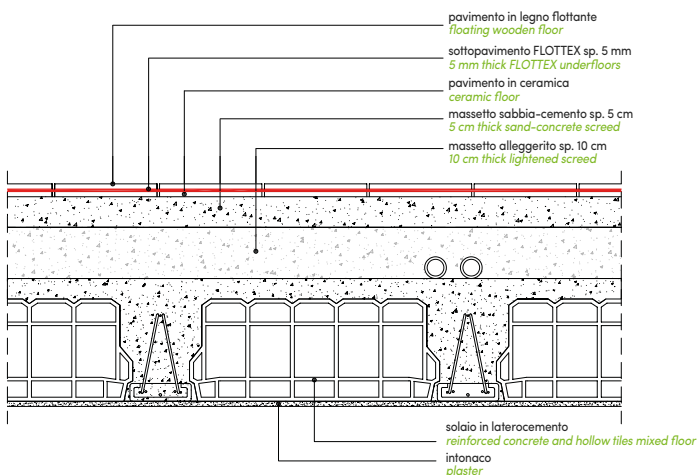 pavimento in legno flottante
floating wooden floor
sottopavimento FLOTTEX sp. 5 mm
5 mm thick FLOTTEX underfloors
pavimento in ceramica
ceramic floor
massetto sabbia-cemento sp. 5 cm
5 cm thick sand-concrete screed
massetto alleggerito sp. 10 cm
10 cm thick lightened screed
solaio in laterocemento
reinforced concrete and hollow tiles mixed floor
intonaco
plaster